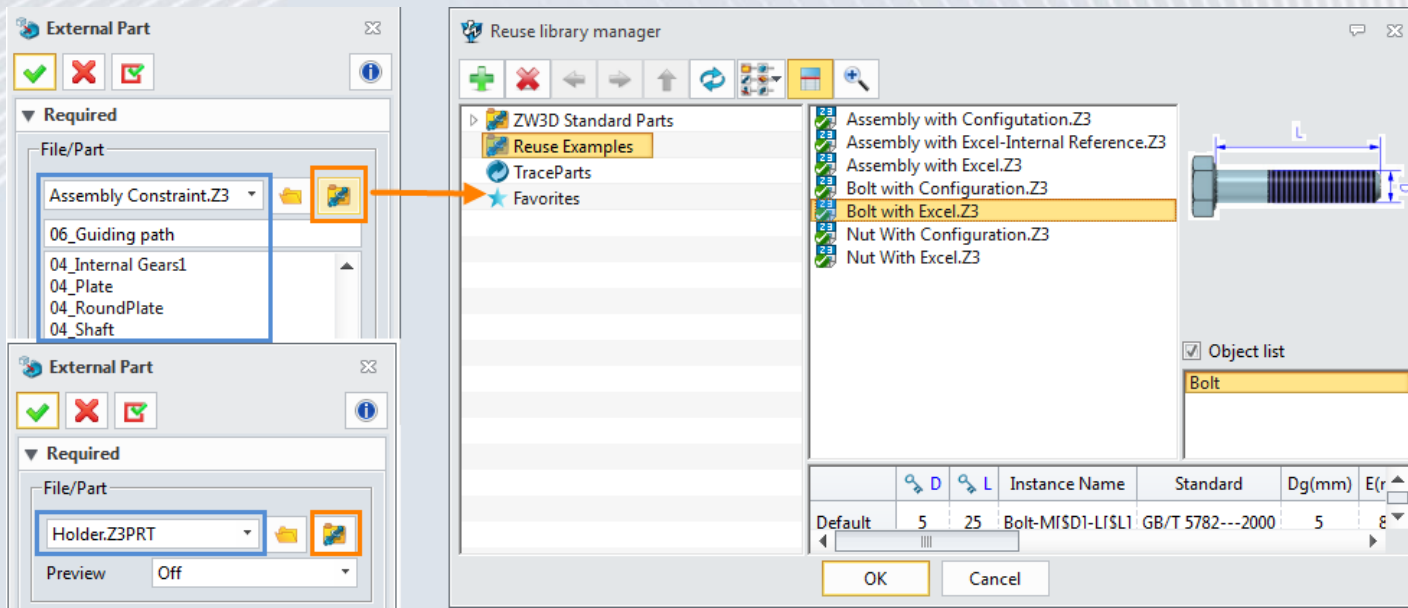 External Part
Required
File/Part
Assembly Constraint.Z3
06_Guiding path
04_Internal Gears1
04_Plate
04_RoundPlate
04_Shaft
External Part
Required
File/Part
Holder.Z3PRT
Preview Off
Reuse library manager
ZW3D Standard Parts
Reuse Examples
TraceParts
Favorites
Assembly with Configutation.Z3
Assembly with Excel-Internal Reference.Z3
Assembly with Excel.Z3
Bolt with Configuration.Z3
Bolt with Excel.Z3
Nut With Configuration.Z3
Nut With Excel.Z3
L
Object list
Bolt
D L Instance Name Standard Dg(mm)
Default 5 25 Bolt-M[$D]-L[$L] GB/T 5782---2000 5
OK Cancel